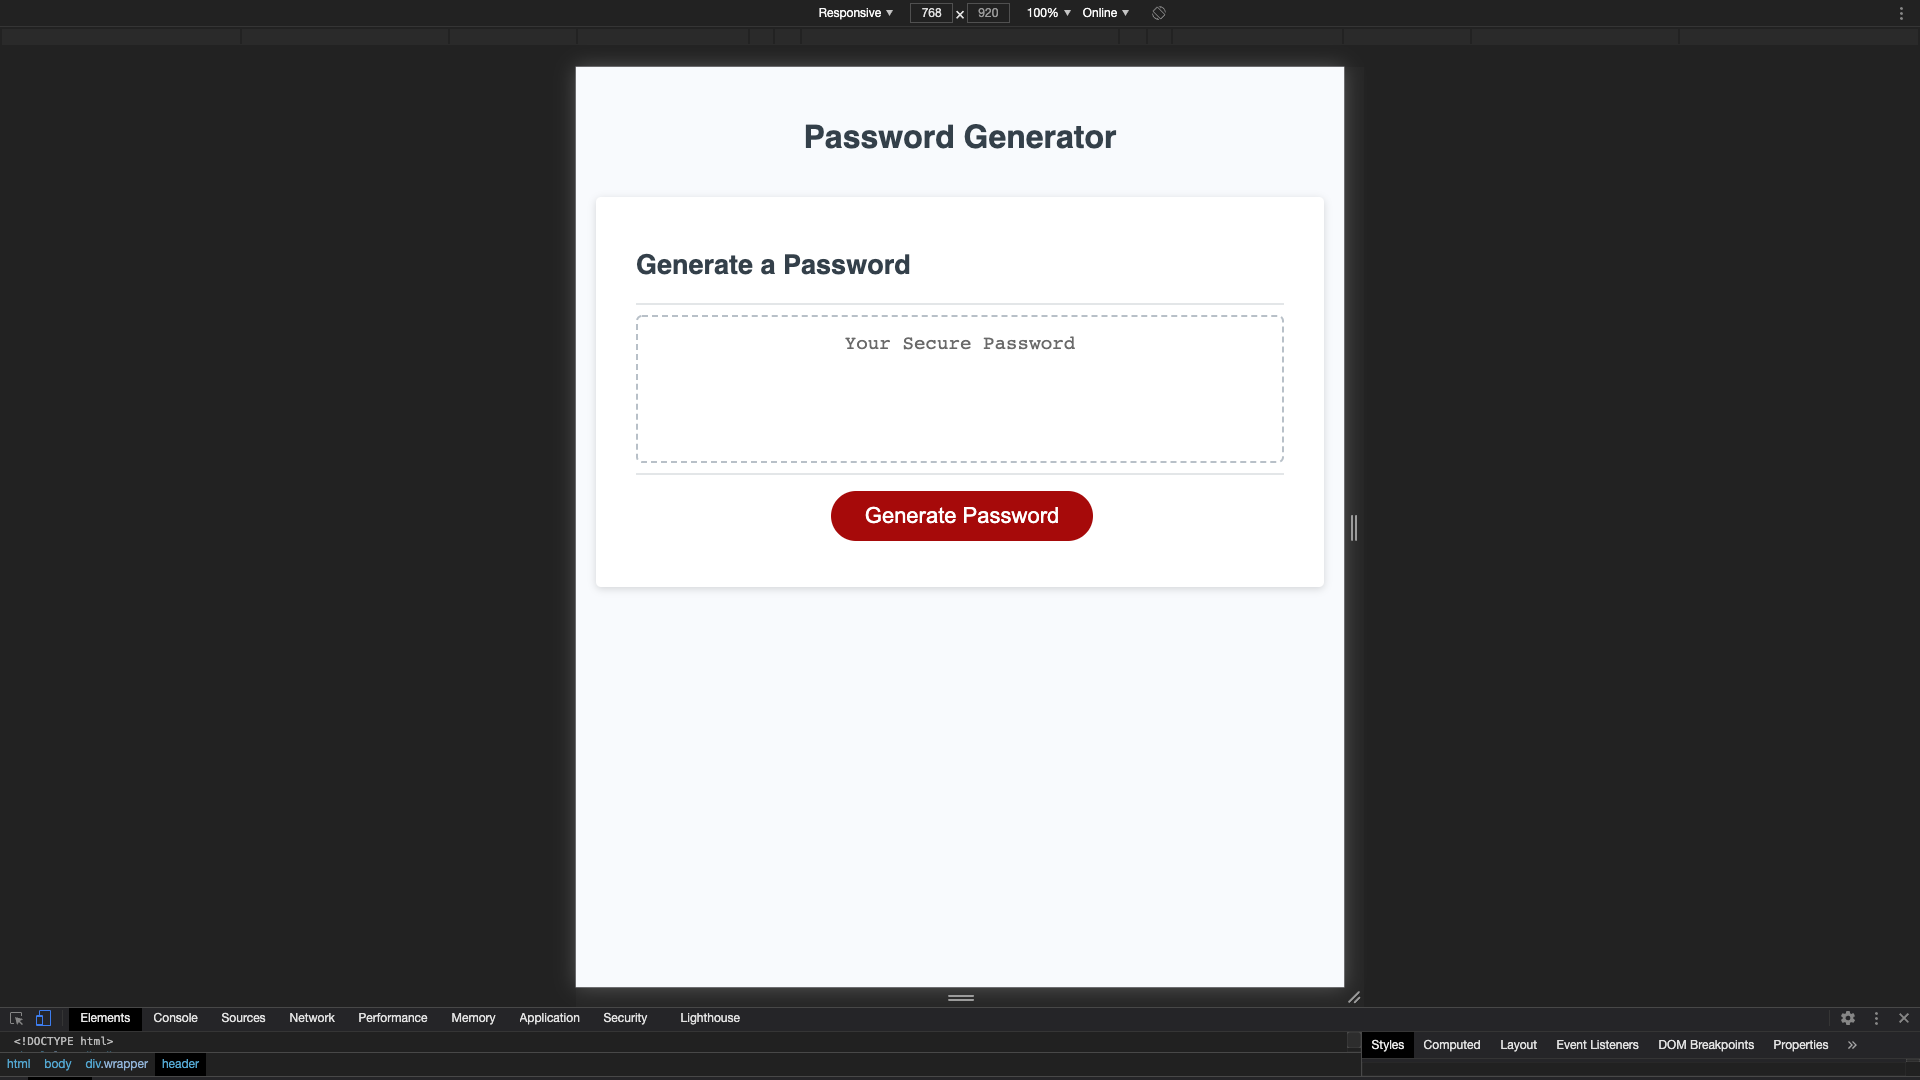 Responsive ▼ 768 × 920 100% ▼ Online ▼
Password Generator
Generate a Password
Your Secure Password
Generate Password
Elements Console Sources Network Performance Memory Application Security Lighthouse
<!DOCTYPE html>
html body div.wrapper header
Styles Computed Layout Event Listeners DOM Breakpoints Properties »